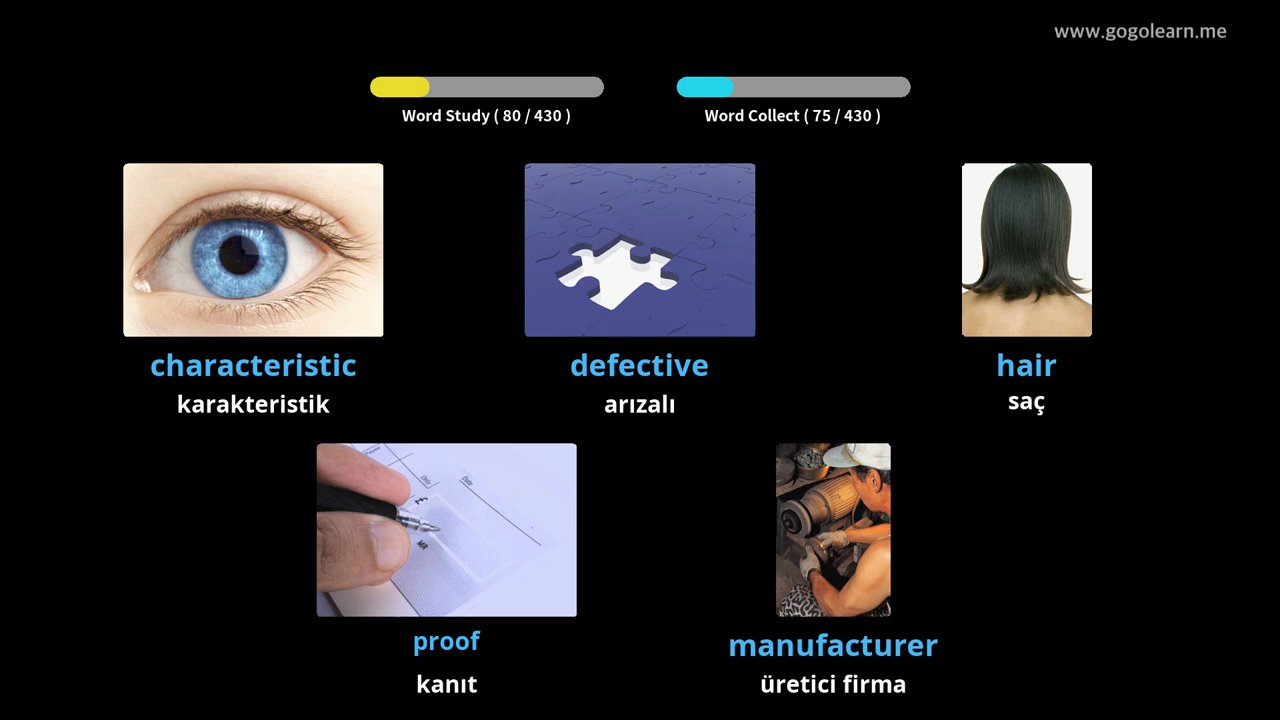 www.gogolearn.me
Word Study ( 80 / 430 )
Word Collect ( 75 / 430 )
characteristic
karakteristik
defective
arızalı
hair
saç
proof
kanıt
manufacturer
üretici firma